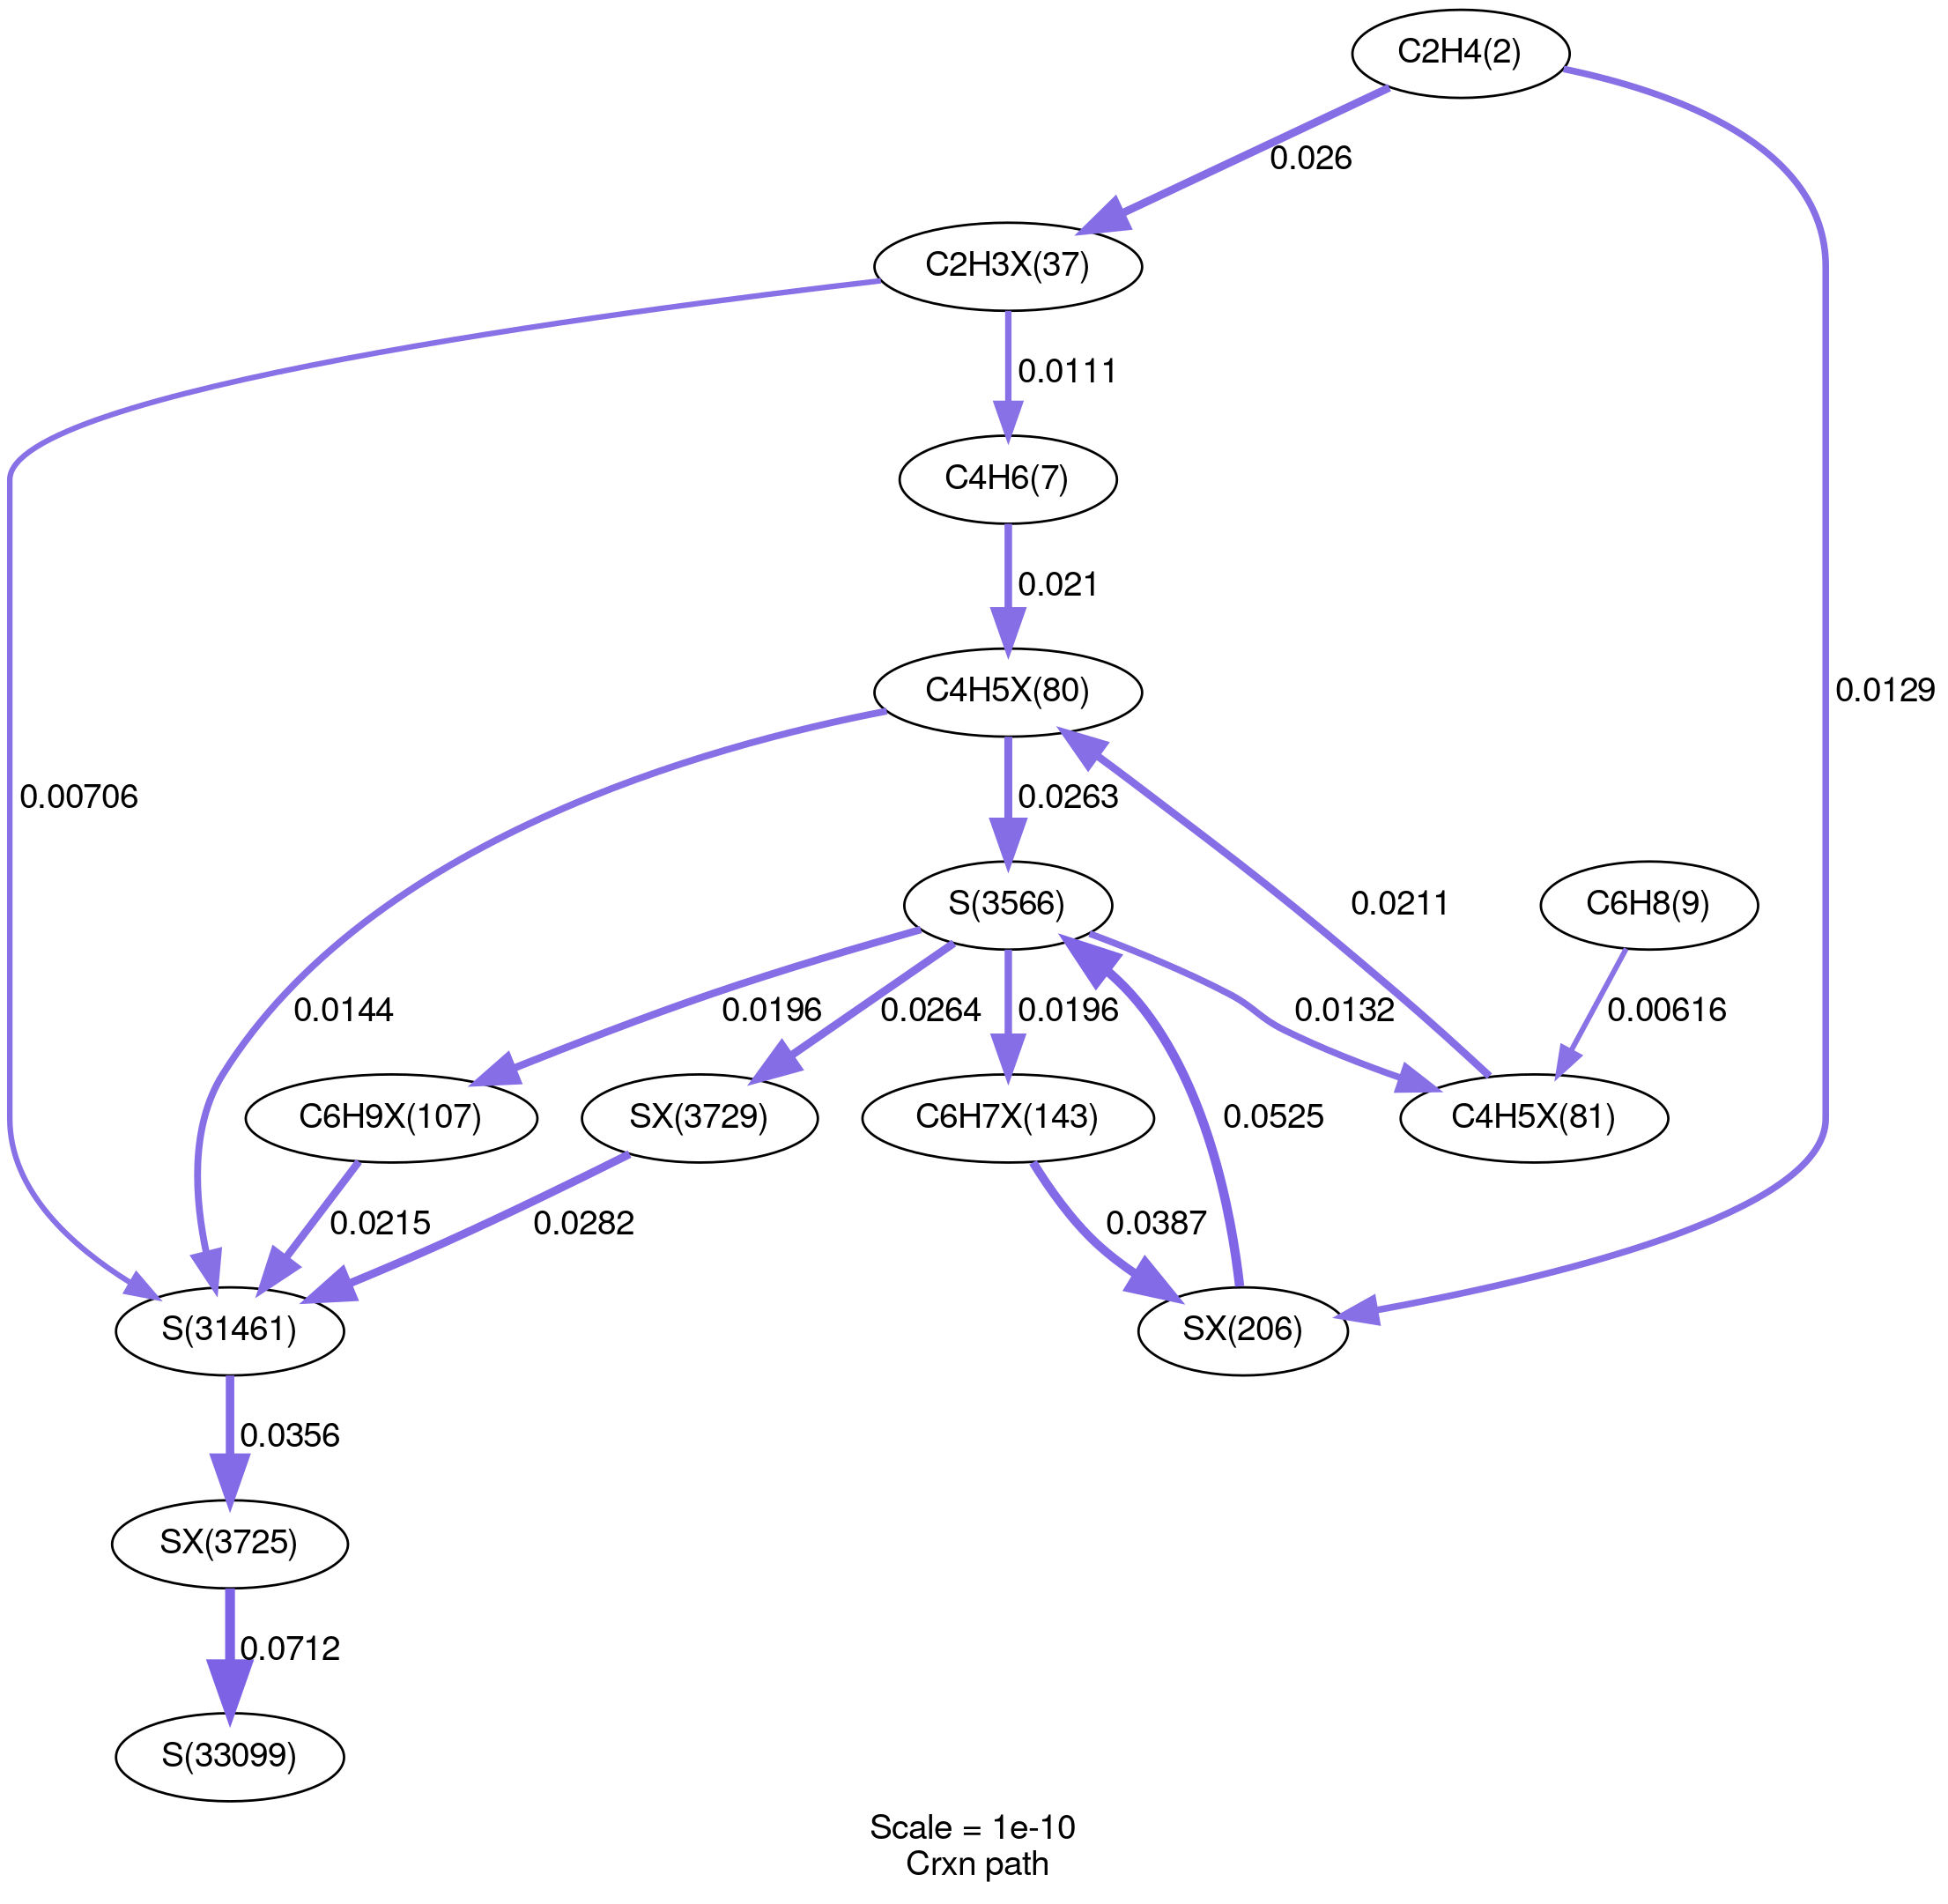 C2H4(2)
0.026
C2H3X(37)
0.0111
C4H6(7)
0.021
C4H5X(80)
0.0129
0.00706
0.0263
S(3566)
0.0211
C6H8(9)
0.0144
0.0196
0.0264
0.0196
0.0132
0.00616
C6H9X(107)
SX(3729)
C6H7X(143)
0.0525
C4H5X(81)
0.0215
0.0282
0.0387
S(31461)
SX(206)
0.0356
SX(3725)
0.0712
S(33099)
Scale = 1e-10
Crxn path